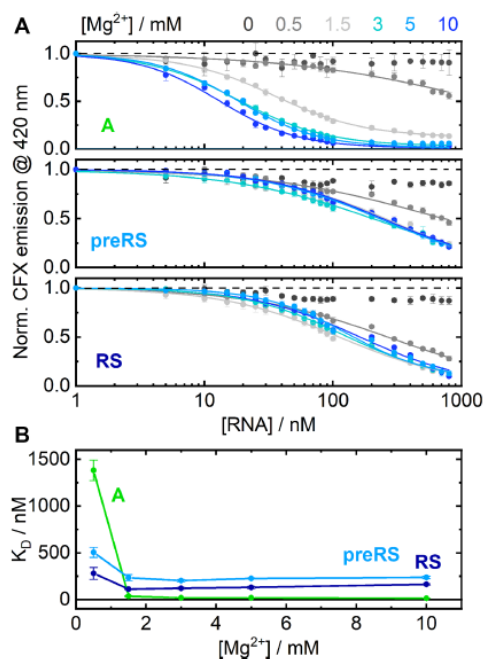 A
[Mg²⁺] / mM 0 0.5 1.5 3 5 10
1.0
0.5
0.0
A
1.0
0.5
0.0
preRS
1.0
0.5
0.0
RS
Norm. CFX emission @ 420 nm
1 10 100 1000
[RNA] / nM
B
1500
1000
500
0
K_D / nM
A
preRS
RS
0 2 4 6 8 10
[Mg²⁺] / mM